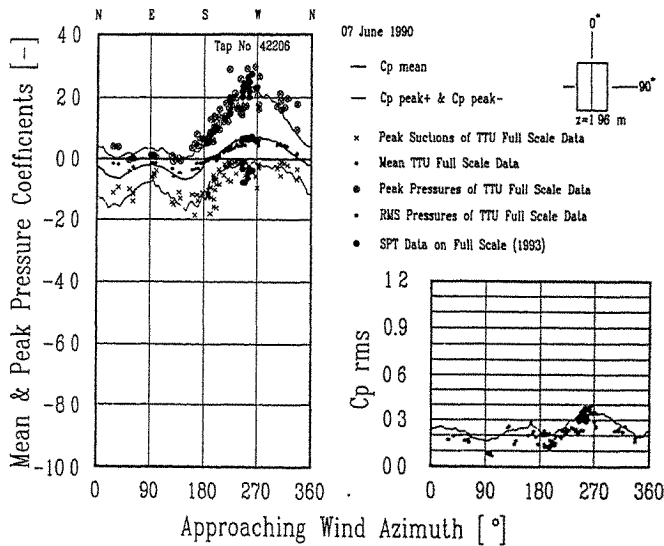 N E S W N
Tap No 42206
07 June 1990
0°
90°
z=1 96 m
Cp mean
Cp peak+ & Cp peak-
Peak Suctions of TTU Full Scale Data
Mean TTU Full Scale Data
Peak Pressures of TTU Full Scale Data
RMS Pressures of TTU Full Scale Data
SPT Data on Full Scale (1993)
Mean & Peak Pressure Coefficients [-]
4 0
2 0
0 0
-2 0
-4 0
-6 0
-8 0
-10 0
0 90 180 270 360
Cp rms
1 2
0 9
0 6
0 3
0 0
0 90 180 270 360
Approaching Wind Azimuth [°]